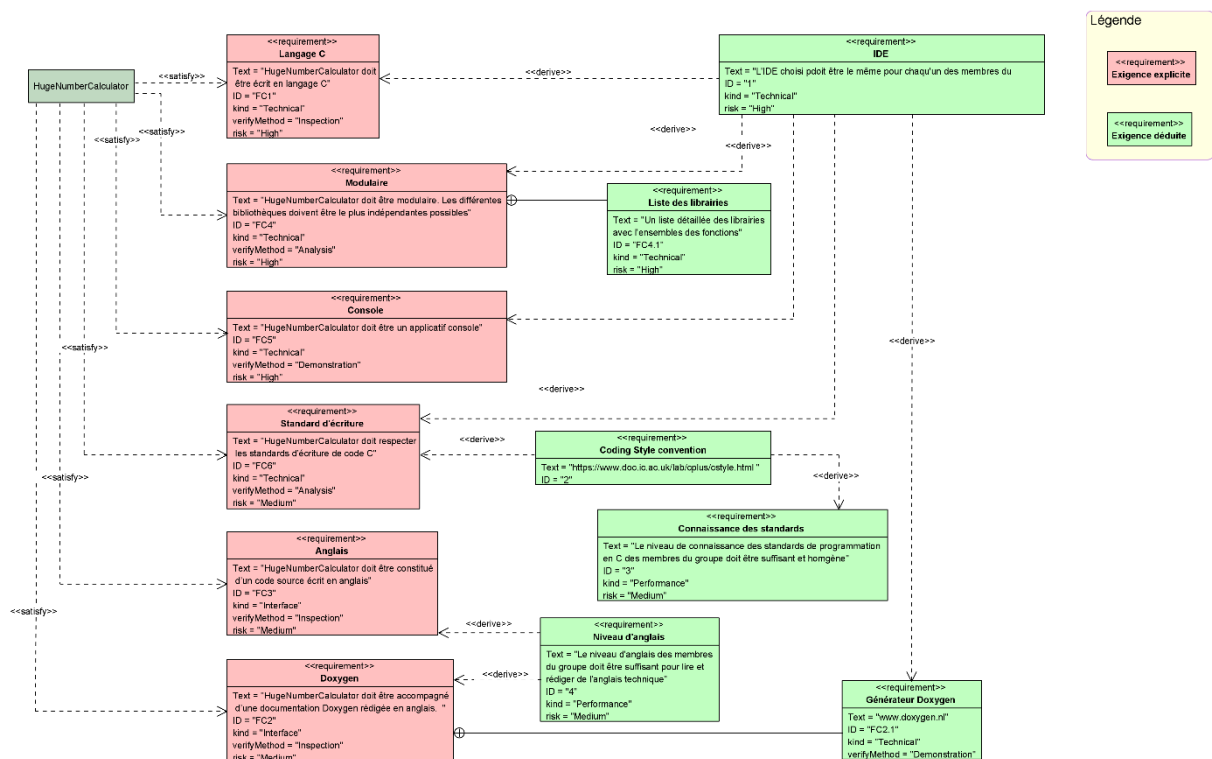 Légende
<<requirement>>
Exigence explicite
<<requirement>>
Exigence déduite
HugeNumberCalculator
<<satisfy>>
<<satisfy>>
<<satisfy>>
<<satisfy>>
<<satisfy>>
<<satisfy>>
<<requirement>>
Langage C
Text = "HugeNumberCalculator doit
être écrit en langage C"
ID = "FC1"
kind = "Technical"
verifyMethod = "Inspection"
risk = "High"
<<derive>>
<<requirement>>
IDE
Text = "L'IDE choisi pdoit être le même pour chaqu'un des membres du
ID = "1"
kind = "Technical"
risk = "High"
<<derive>>
<<derive>>
<<requirement>>
Modulaire
Text = "HugeNumberCalculator doit être modulaire. Les différentes
bibliothèques doivent être le plus indépendantes possibles"
ID = "FC4"
kind = "Technical"
verifyMethod = "Analysis"
risk = "High"
<<requirement>>
Liste des librairies
Text = "Un liste détaillée des librairies
avec l'ensembles des fonctions"
ID = "FC4.1"
kind = "Technical"
risk = "High"
<<requirement>>
Console
Text = "HugeNumberCalculator doit être un applicatif console"
ID = "FC5"
kind = "Technical"
verifyMethod = "Demonstration"
risk = "High"
<<derive>>
<<derive>>
<<requirement>>
Standard d'écriture
Text = "HugeNumberCalculator doit respecter
les standards d'écriture de code C"
ID = "FC6"
kind = "Technical"
verifyMethod = "Analysis"
risk = "Medium"
<<derive>>
<<requirement>>
Coding Style convention
Text = "https://www.doc.ic.ac.uk/lab/cplus/cstyle.html "
ID = "2"
<<derive>>
<<requirement>>
Connaissance des standards
Text = "Le niveau de connaissance des standards de programmation
en C des membres du groupe doit être suffisant et homgène"
ID = "3"
kind = "Performance"
risk = "Medium"
<<requirement>>
Anglais
Text = "HugeNumberCalculator doit être constitué
d'un code source écrit en anglais"
ID = "FC3"
kind = "Interface"
verifyMethod = "Inspection"
risk = "Medium"
<<derive>>
<<requirement>>
Niveau d'anglais
Text = "Le niveau d'anglais des membres
du groupe doit être suffisant pour lire et
rédiger de l'anglais technique"
ID = "4"
kind = "Performance"
risk = "Medium"
<<derive>>
<<requirement>>
Doxygen
Text = "HugeNumberCalculator doit être accompagné
d'une documentation Doxygen rédigée en anglais. "
ID = "FC2"
kind = "Interface"
verifyMethod = "Inspection"
risk = "Medium"
<<requirement>>
Générateur Doxygen
Text = "www.doxygen.nl"
ID = "FC2.1"
kind = "Technical"
verifyMethod = "Demonstration"